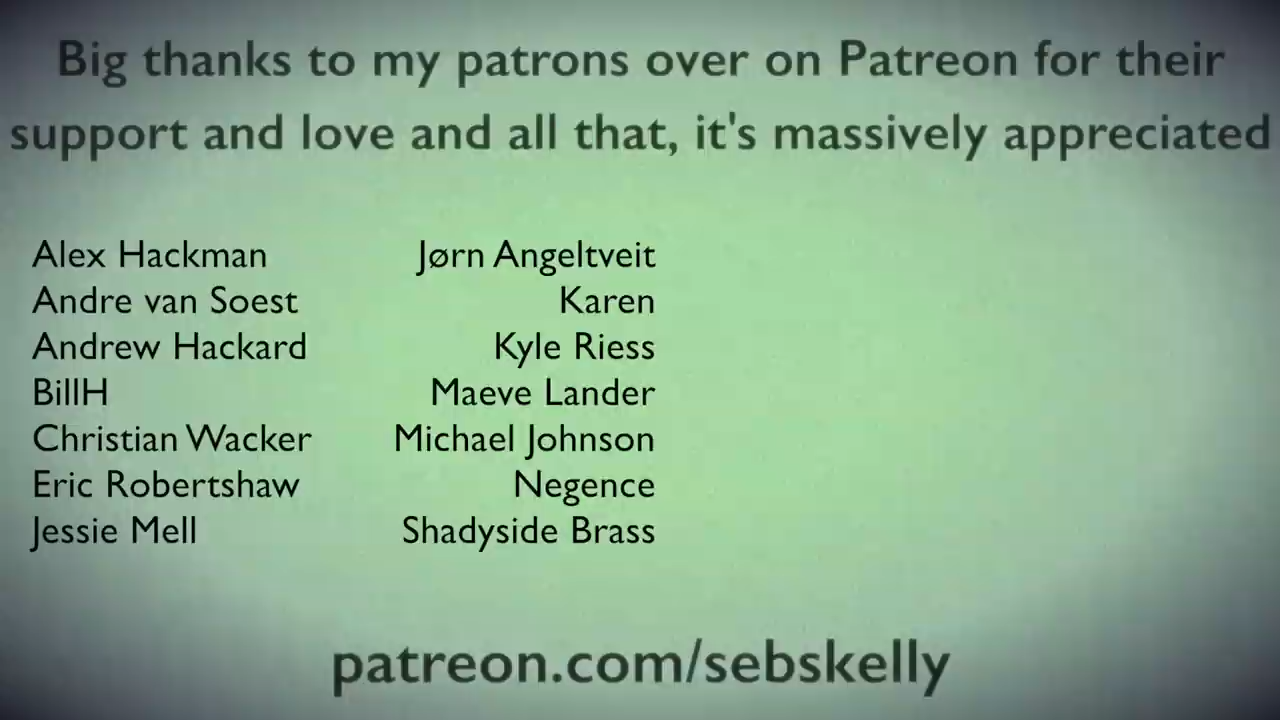 Big thanks to my patrons over on Patreon for their
support and love and all that, it's massively appreciated
Alex Hackman
Andre van Soest
Andrew Hackard
BillH
Christian Wacker
Eric Robertshaw
Jessie Mell
Jørn Angeltveit
Karen
Kyle Riess
Maeve Lander
Michael Johnson
Negence
Shadyside Brass
patreon.com/sebskelly